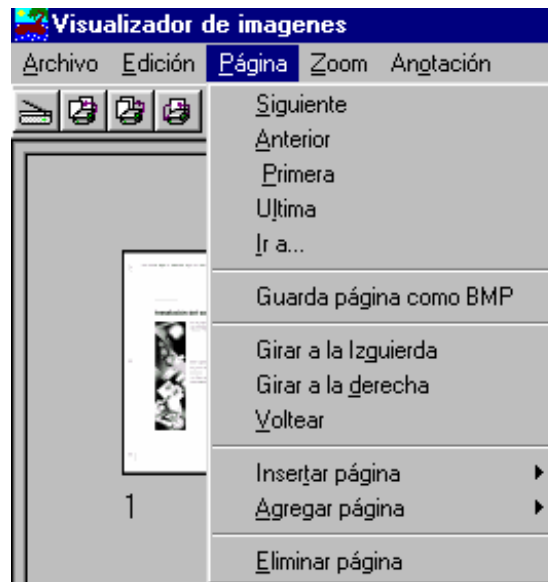 Visualizador de imagenes
Archivo Edición Página Zoom Anotación
Siguiente
Anterior
Primera
Ultima
Ir a...
Guarda página como BMP
Girar a la Izguierda
Girar a la derecha
Voltear
Insertar página
Agregar página
Eliminar página
1